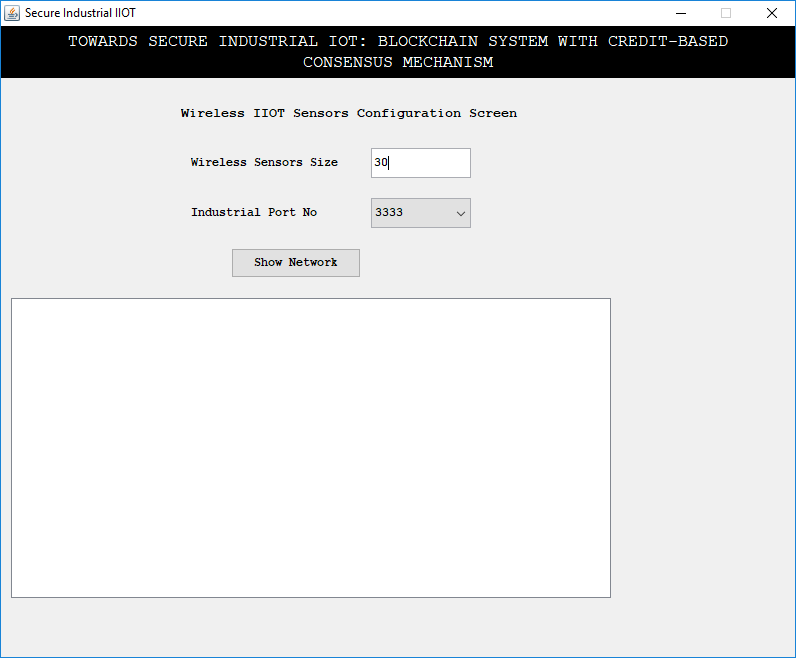 Secure Industrial IIOT
TOWARDS SECURE INDUSTRIAL IOT: BLOCKCHAIN SYSTEM WITH CREDIT-BASED
CONSENSUS MECHANISM
Wireless IIOT Sensors Configuration Screen
Wireless Sensors Size 30
Industrial Port No 3333
Show Network